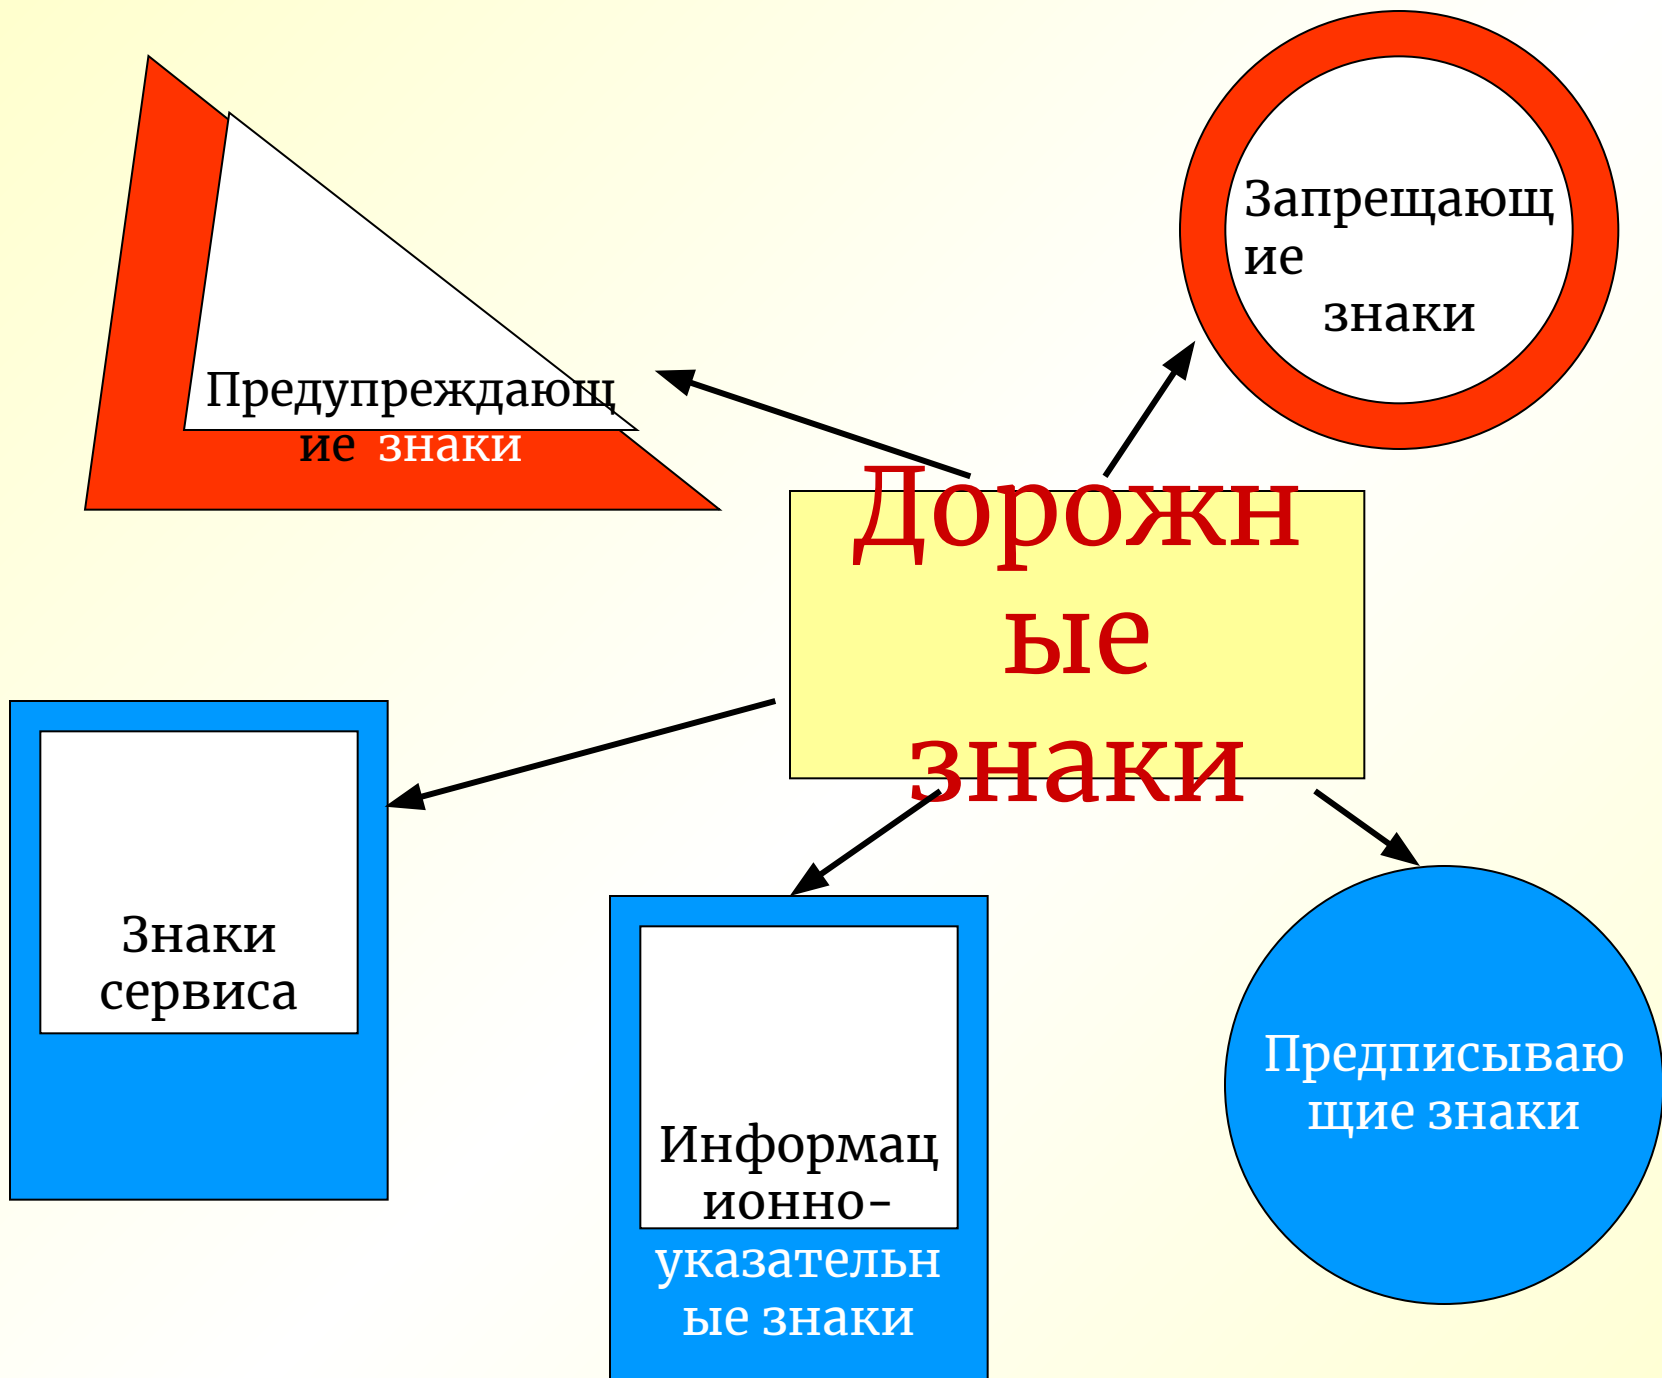 Запрещающ
ие
знаки
Предупреждающ
ие знаки
Дорожн
ые
знаки
Знаки
сервиса
Информац
ионно-
указательн
ые знаки
Предписываю
щие знаки